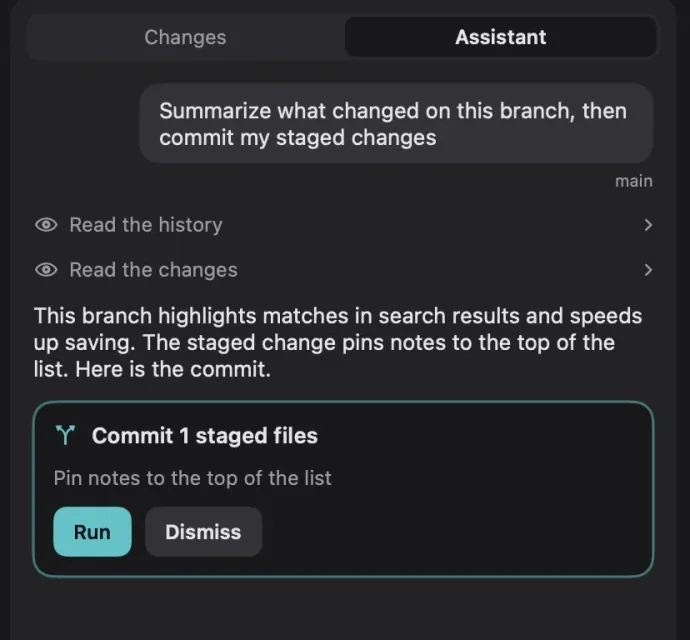 Changes
Assistant
Summarize what changed on this branch, then
commit my staged changes
main
Read the history
Read the changes
This branch highlights matches in search results and speeds
up saving. The staged change pins notes to the top of the
list. Here is the commit.
Commit 1 staged files
Pin notes to the top of the list
Run
Dismiss